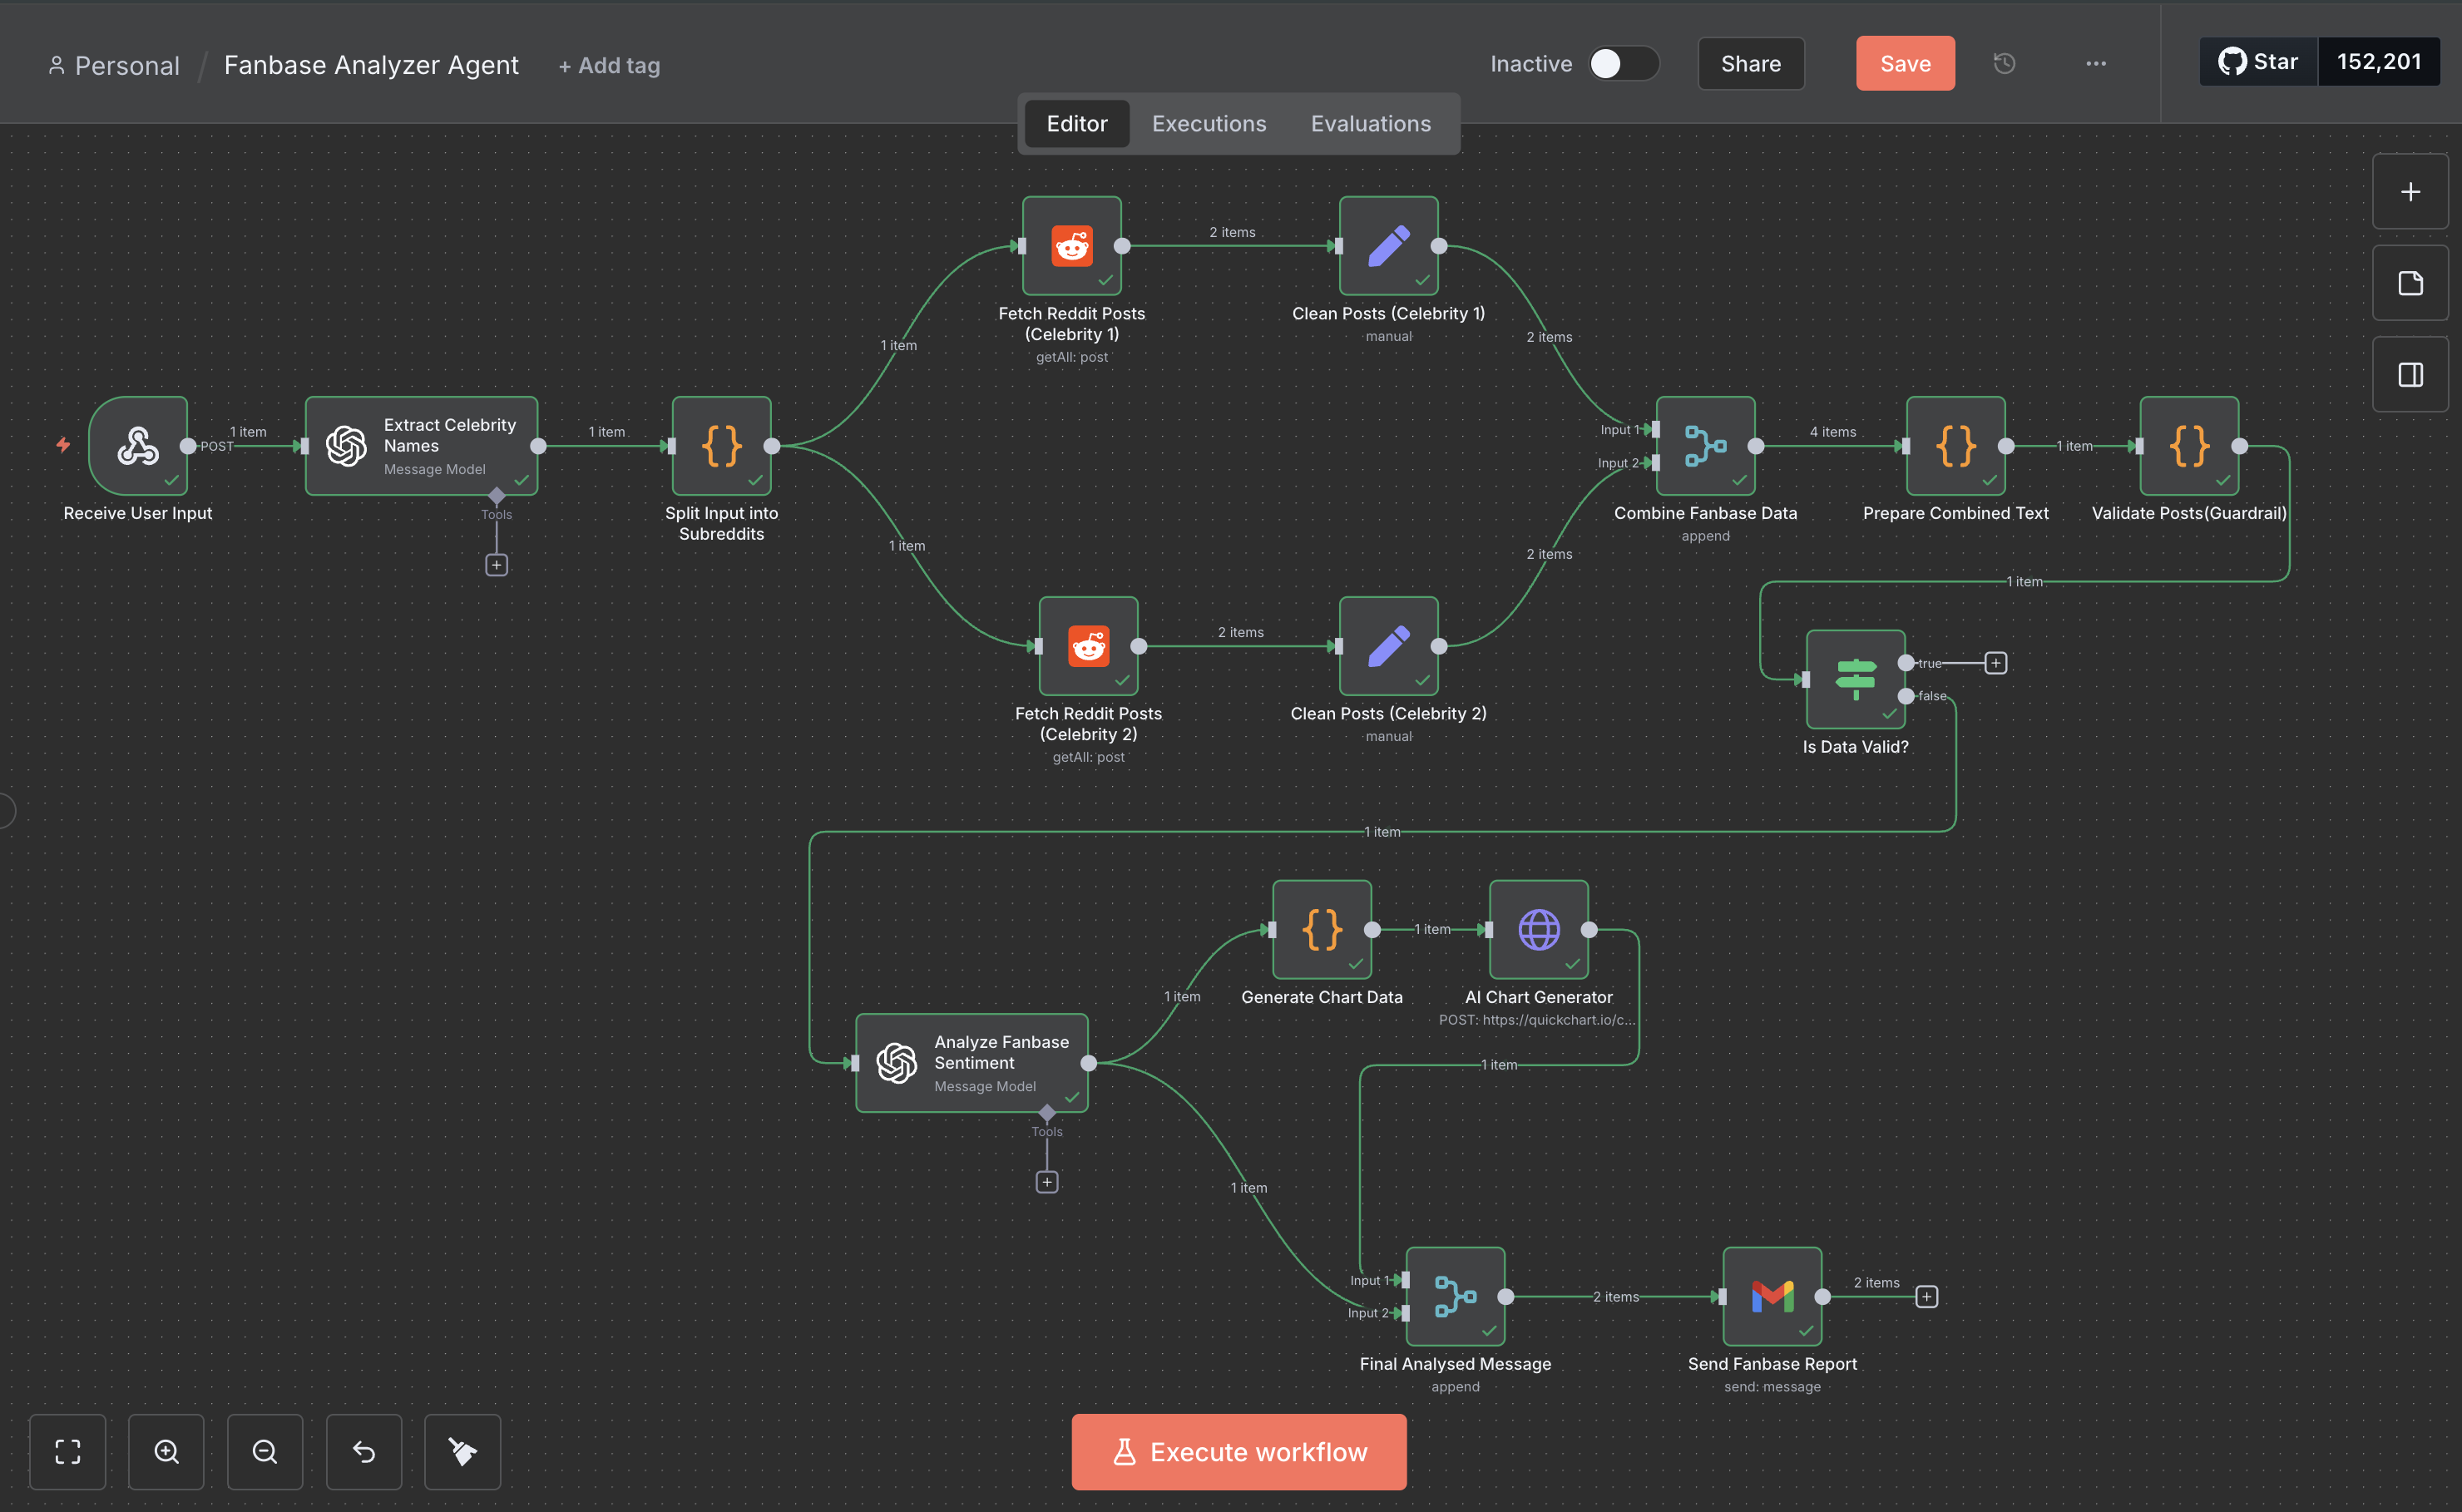 Personal / Fanbase Analyzer Agent + Add tag
Inactive Share Save ... Star 152,201
Editor Executions Evaluations
2 items
Fetch Reddit Posts
(Celebrity 1)
getAll: post
Clean Posts (Celebrity 1)
manual
1 item
2 items
POST
1 item
Extract Celebrity
Names
Message Model
Tools
Receive User Input
1 item
Split Input into
Subreddits
Input 1
Input 2
Combine Fanbase Data
append
4 items
Prepare Combined Text
1 item
Validate Posts(Guardrail)
1 item
1 item
2 items
2 items
Fetch Reddit Posts
(Celebrity 2)
getAll: post
Clean Posts (Celebrity 2)
manual
true
false
Is Data Valid?
1 item
1 item
Generate Chart Data
1 item
AI Chart Generator
POST: https://quickchart.io/c...
1 item
Analyze Fanbase
Sentiment
Message Model
Tools
1 item
Input 1
Input 2
Final Analysed Message
append
2 items
Send Fanbase Report
send: message
2 items
Execute workflow